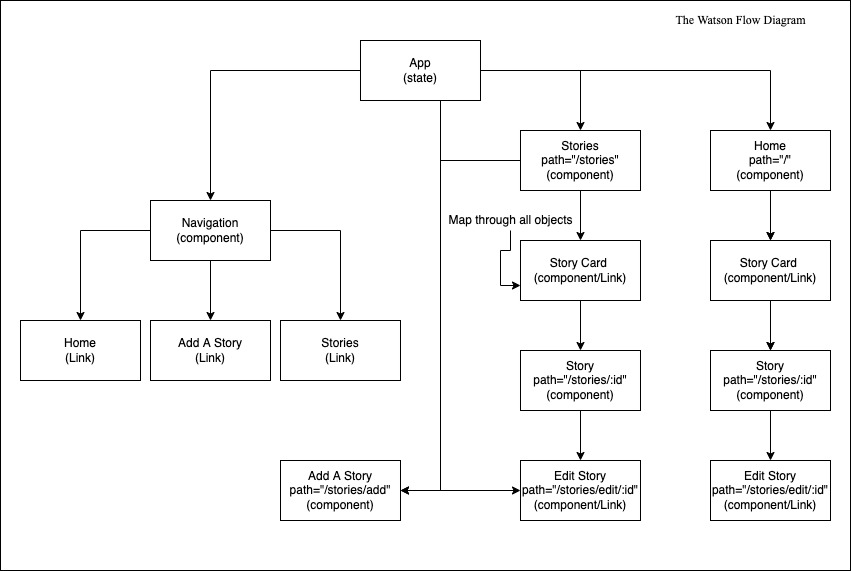 The Watson Flow Diagram
App
(state)
Stories
path="/stories"
(component)
Home
path="/"
(component)
Navigation
(component)
Map through all objects
Story Card
(component/Link)
Story Card
(component/Link)
Home
(Link)
Add A Story
(Link)
Stories
(Link)
Story
path="/stories/:id"
(component)
Story
path="/stories/:id"
(component)
Add A Story
path="/stories/add"
(component)
Edit Story
path="/stories/edit/:id"
(component/Link)
Edit Story
path="/stories/edit/:id"
(component/Link)